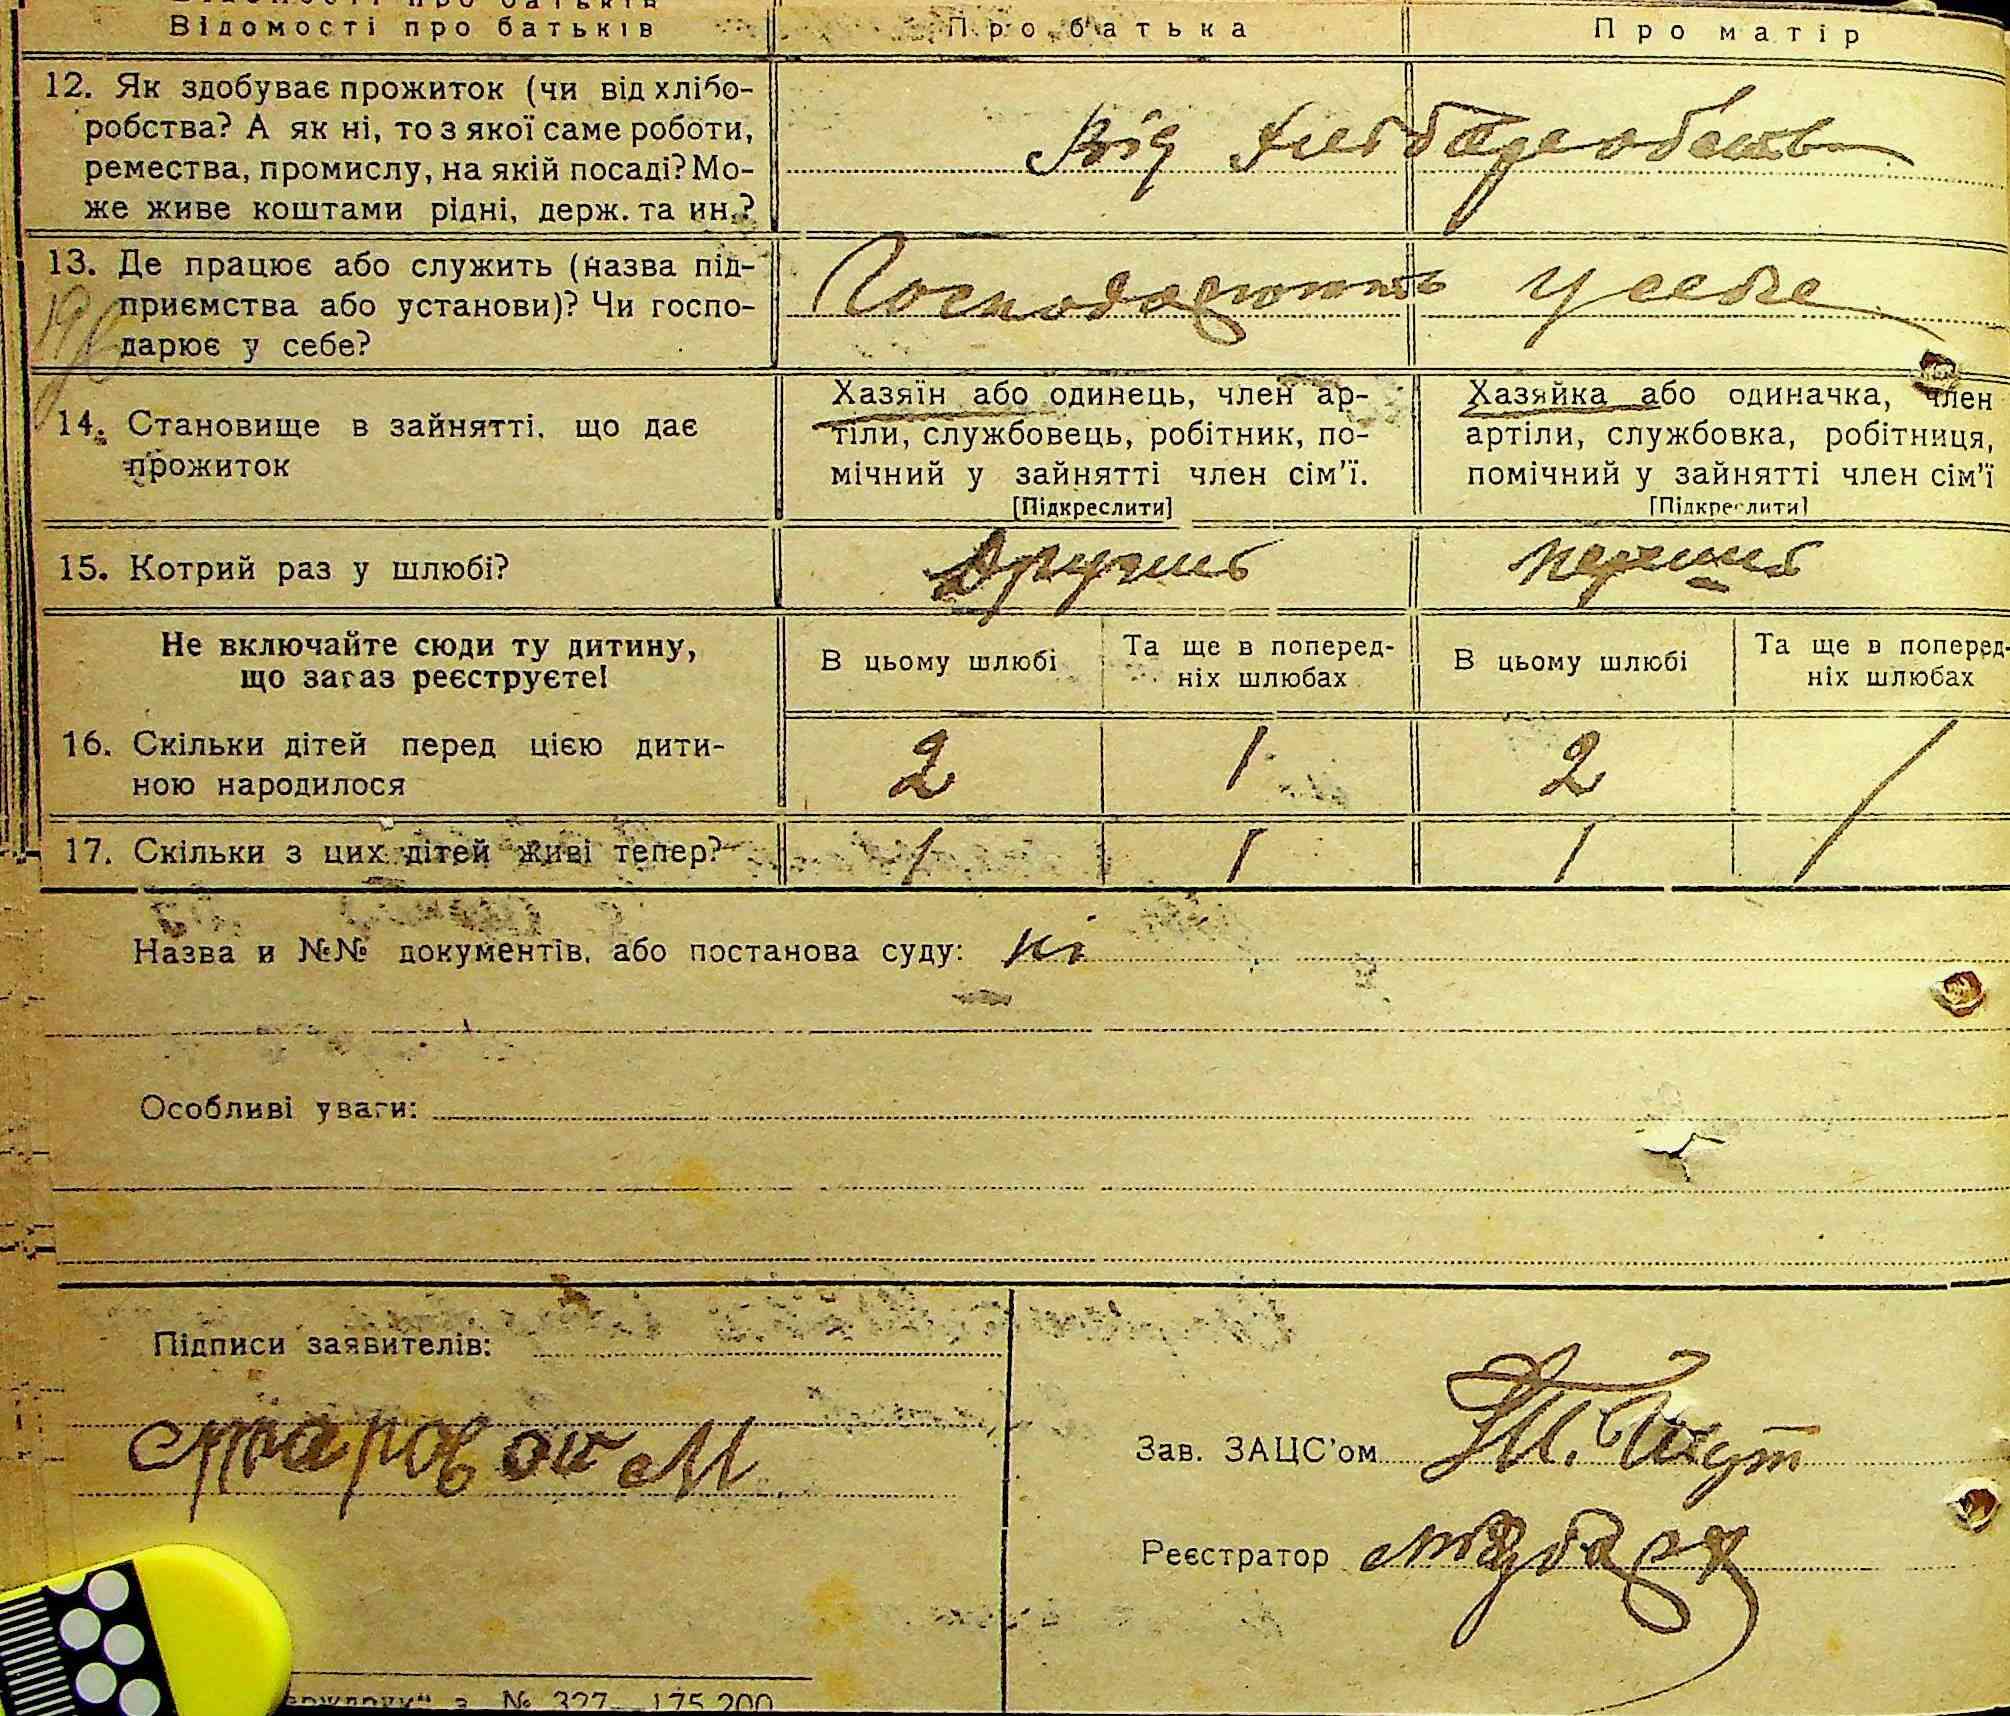 Відомості про батьків
Про батька
Про матір
12. Як здобуває прожиток (чи від хлібо-
робства? А як ні, то з якої саме роботи,
ремества, промислу, на якій посаді? Мо-
же живе коштами рідні, держ. та ин.?
Від
13. Де працює або служить (назва під-
приємства або установи)? Чи госпо-
дарює у себе?
Господарюють у себе
14. Становище в зайнятті, що дає
прожиток
Хазяїн або одинець, член ар-
тіли, службовець, робітник, по-
мічний у зайнятті член сім'ї.
[Підкреслити]
Хазяйка або одиначка, член
артіли, службовка, робітниця,
помічний у зайнятті член сім'ї
[Підкреслити]
15. Котрий раз у шлюбі?
Не включайте сюди ту дитину,
що зараз реєструєте!
В цьому шлюбі
Та ще в поперед-
ніх шлюбах
В цьому шлюбі
Та ще в поперед-
ніх шлюбах
16. Скільки дітей перед цією дити-
ною народилося
2 1 2
17. Скільки з цих дітей живі тепер?
1 1 1
Назва и №№ документів, або постанова суду: ні
Особливі уваги:
Підписи заявителів:
Зав. ЗАЦС'ом
Реєстратор
№ 327—175.200